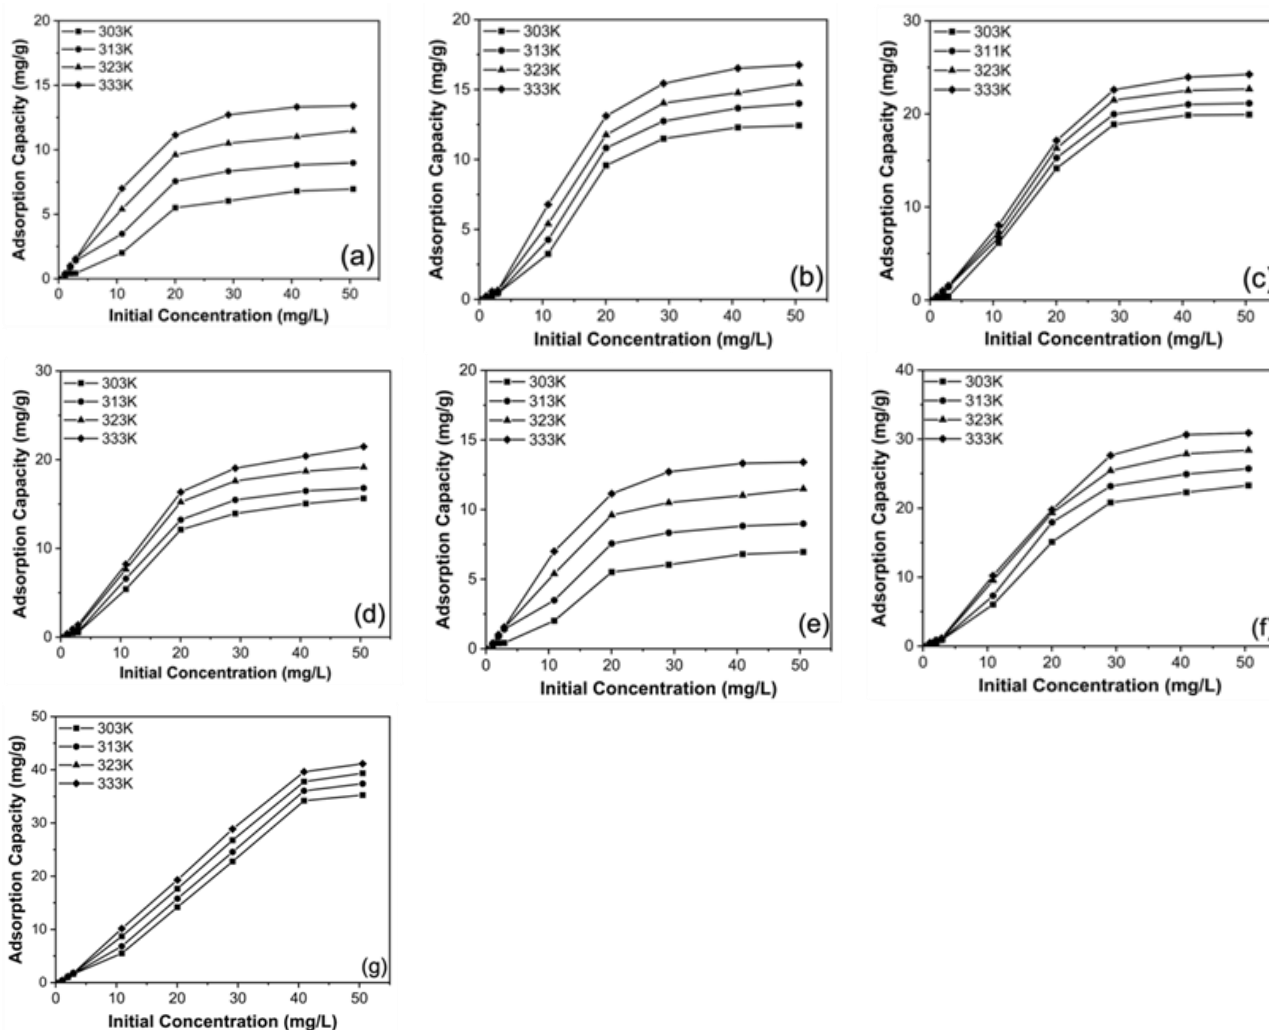 20
15
10
5
0
303K
313K
323K
333K
(a)
0 10 20 30 40 50
Adsorption Capacity (mg/g)
Initial Concentration (mg/L)
20
15
10
5
0
303K
313K
323K
333K
(b)
0 10 20 30 40 50
Adsorption Capacity (mg/g)
Initial Concentration (mg/L)
30
20
10
0
303K
311K
323K
333K
(c)
0 10 20 30 40 50
Adsorption Capacity (mg/g)
Initial Concentration (mg/L)
30
20
10
0
303K
313K
323K
333K
(d)
0 10 20 30 40 50
Adsorption Capacity (mg/g)
Initial Concentration (mg/L)
20
15
10
5
0
303K
313K
323K
333K
(e)
0 10 20 30 40 50
Adsorption Capacity (mg/g)
Initial Concentration (mg/L)
40
30
20
10
0
303K
313K
323K
333K
(f)
0 10 20 30 40 50
Adsorption Capacity (mg/g)
Initial Concentration (mg/L)
50
40
30
20
10
0
303K
313K
323K
333K
(g)
0 10 20 30 40 50
Adsorption Capacity (mg/g)
Initial Concentration (mg/L)